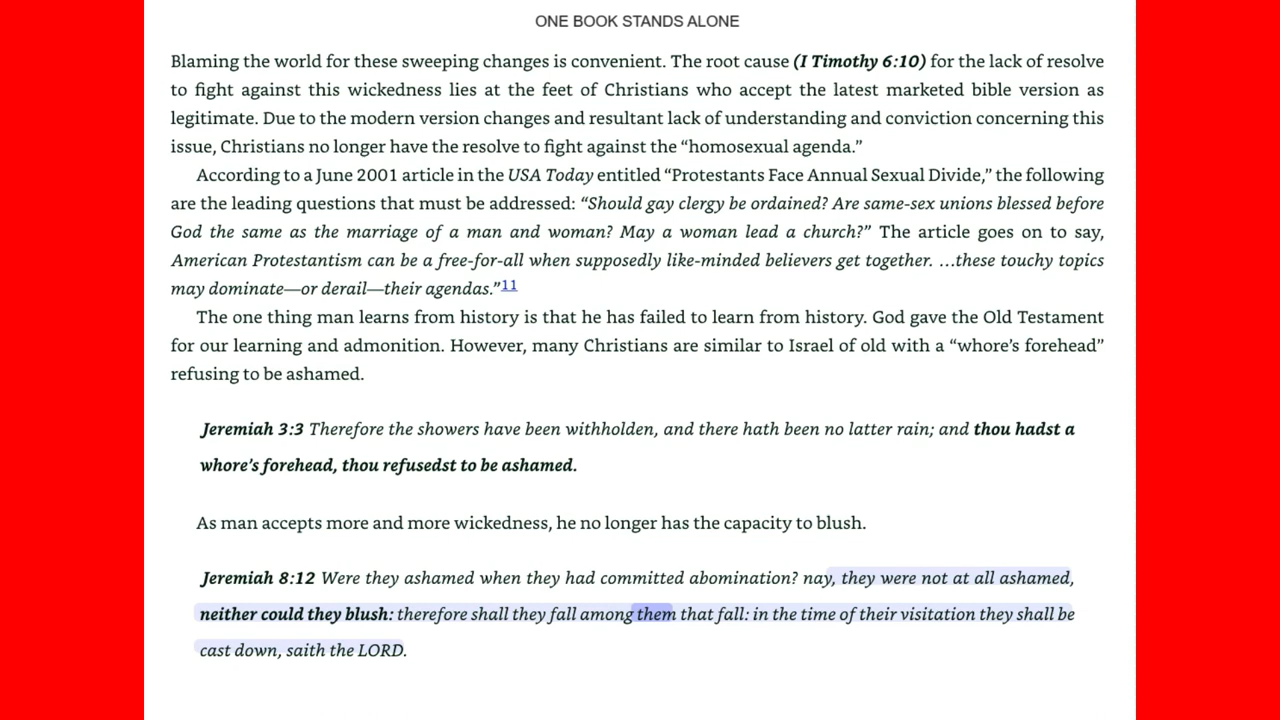 ONE BOOK STANDS ALONE
Blaming the world for these sweeping changes is convenient. The root cause (I Timothy 6:10) for the lack of resolve
to fight against this wickedness lies at the feet of Christians who accept the latest marketed bible version as
legitimate. Due to the modern version changes and resultant lack of understanding and conviction concerning this
issue, Christians no longer have the resolve to fight against the “homosexual agenda.”
According to a June 2001 article in the USA Today entitled “Protestants Face Annual Sexual Divide,” the following
are the leading questions that must be addressed: “Should gay clergy be ordained? Are same-sex unions blessed before
God the same as the marriage of a man and woman? May a woman lead a church?” The article goes on to say,
American Protestantism can be a free-for-all when supposedly like-minded believers get together. …these touchy topics
may dominate—or derail—their agendas.”11
The one thing man learns from history is that he has failed to learn from history. God gave the Old Testament
for our learning and admonition. However, many Christians are similar to Israel of old with a “whore’s forehead”
refusing to be ashamed.
Jeremiah 3:3 Therefore the showers have been withholden, and there hath been no latter rain; and thou hadst a
whore’s forehead, thou refusedst to be ashamed.
As man accepts more and more wickedness, he no longer has the capacity to blush.
Jeremiah 8:12 Were they ashamed when they had committed abomination? nay, they were not at all ashamed,
neither could they blush: therefore shall they fall among them that fall: in the time of their visitation they shall be
cast down, saith the LORD.